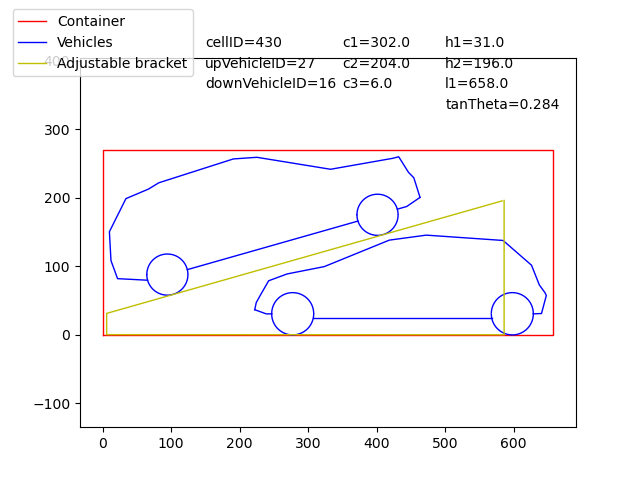 Container
Vehicles
Adjustable bracket
cellID=430
c1=302.0
h1=31.0
upVehicleID=27
c2=204.0
h2=196.0
downVehicleID=16
c3=6.0
l1=658.0
tanTheta=0.284
400
300
200
100
0
−100
0
100
200
300
400
500
600